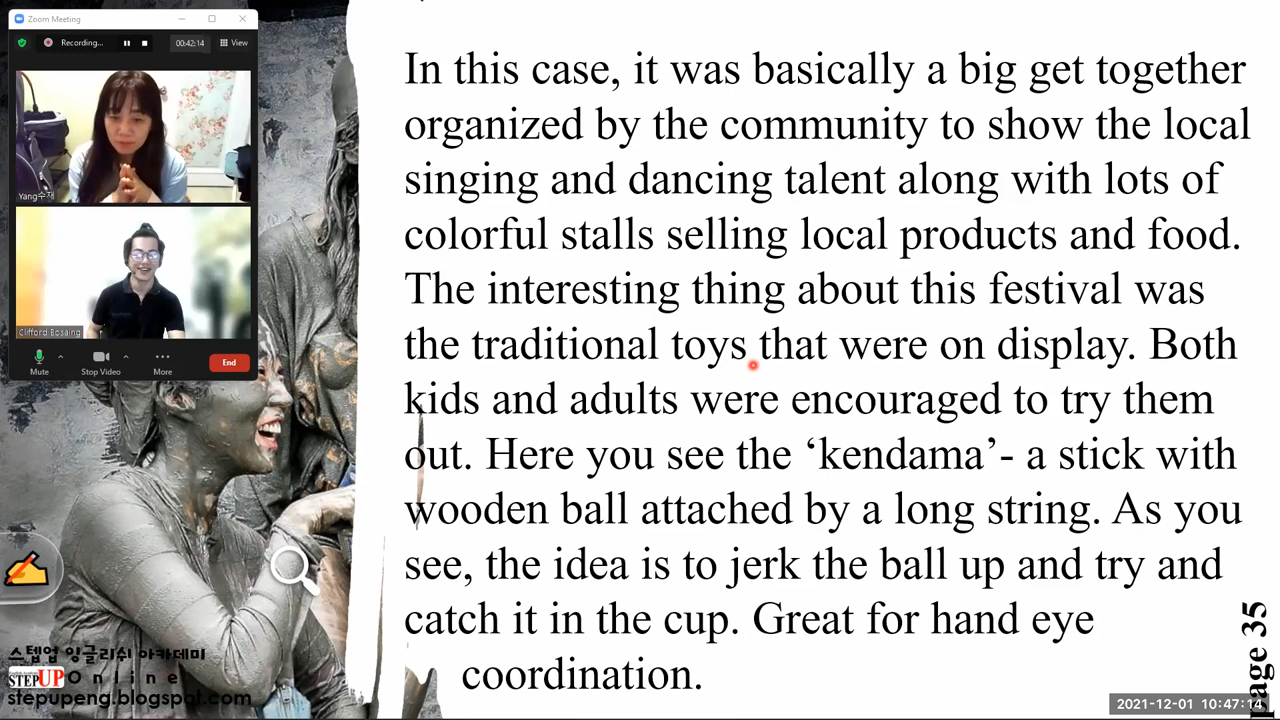 Zoom Meeting
Recording...
00:42:14
View
Yang수재
Clifford Bosaing
Mute
Stop Video
More
End
In this case, it was basically a big get together
organized by the community to show the local
singing and dancing talent along with lots of
colorful stalls selling local products and food.
The interesting thing about this festival was
the traditional toys that were on display. Both
kids and adults were encouraged to try them
out. Here you see the ‘kendama’- a stick with
wooden ball attached by a long string. As you
see, the idea is to jerk the ball up and try and
catch it in the cup. Great for hand eye
coordination.
page 35
스텝업 잉글리쉬 아카데미
STEPUP Online
stepupeng.blogspot.com
2021-12-01 10:47:14